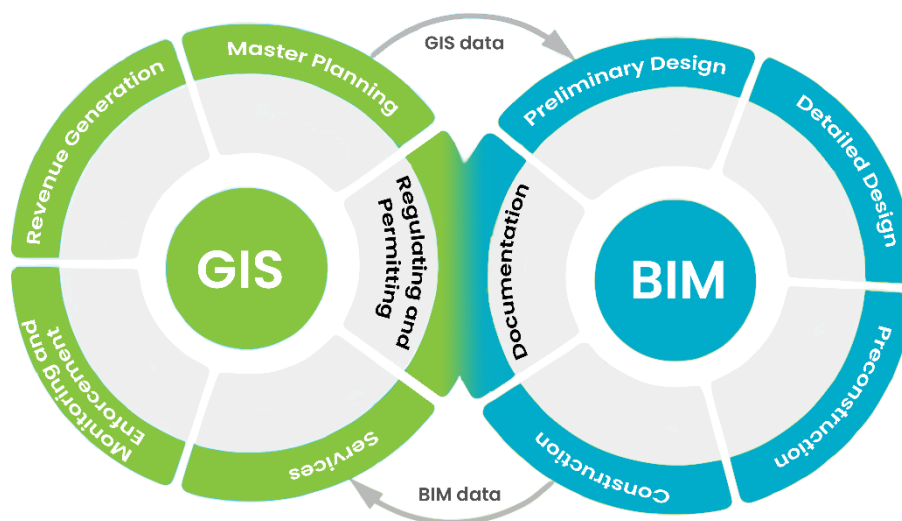 GIS data
Master Planning
Revenue Generation
Monitoring and
Enforcement
Services
Regulating and
Permitting
GIS
Preliminary Design
Detailed Design
Preconstruction
Construction
Documentation
BIM
BIM data